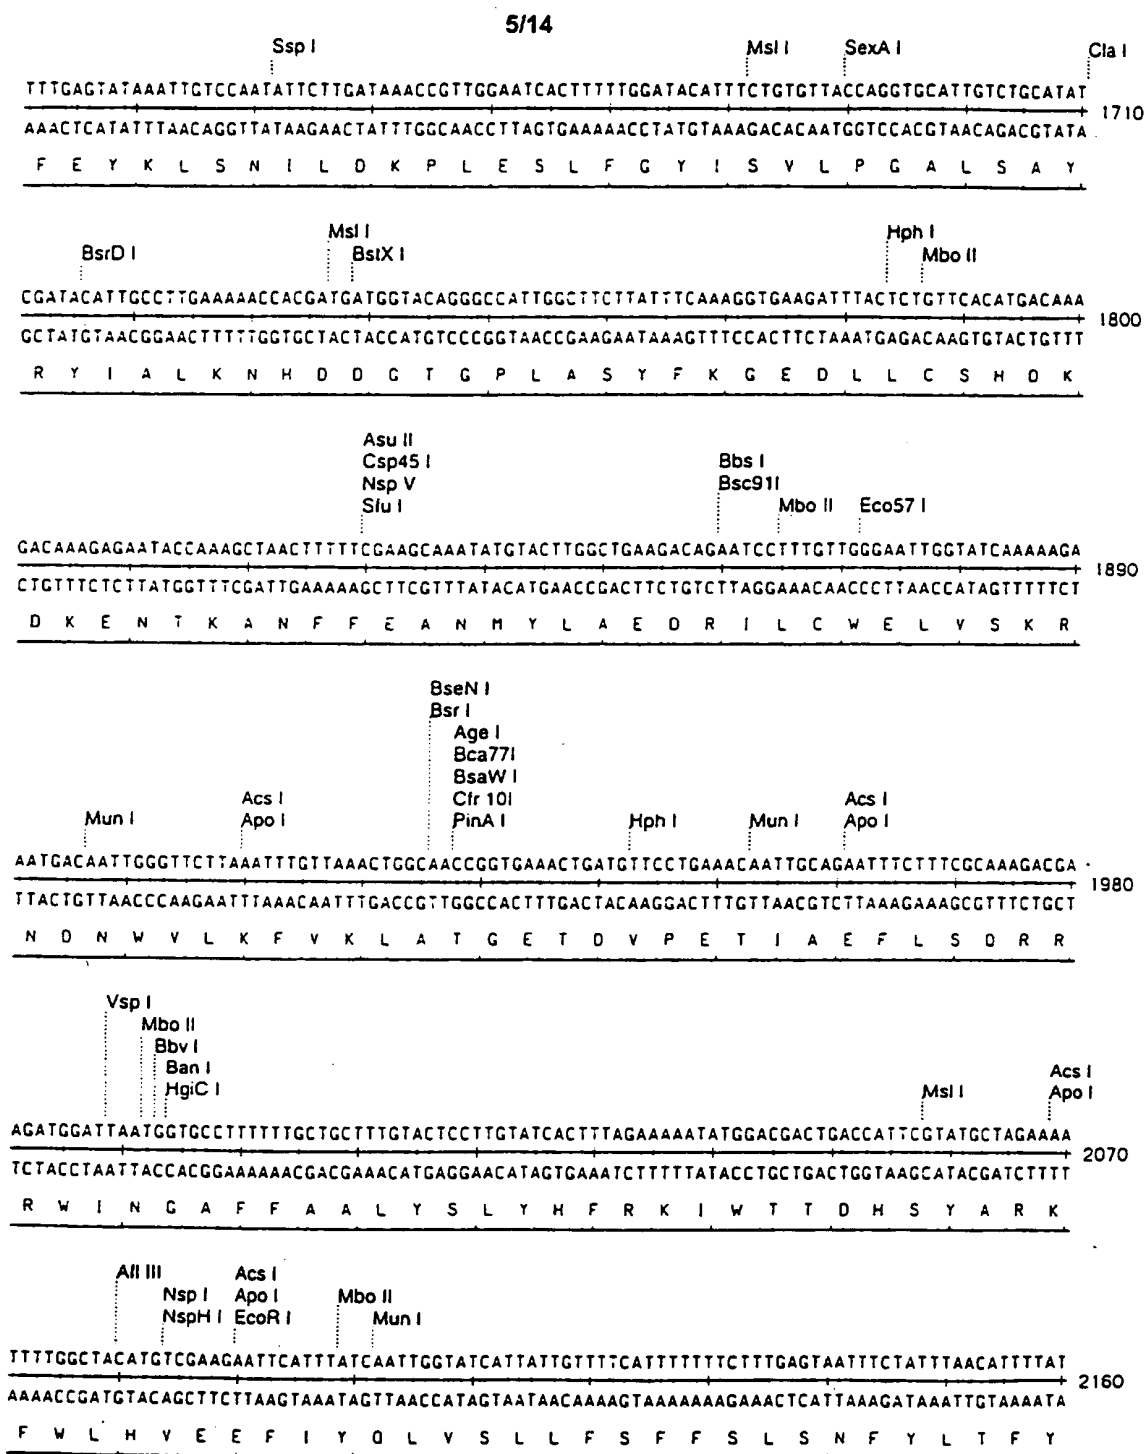 5/14
Ssp I Msl I SexA I Cla I
TTTGAGTATAAATTGTCCAATATTCTTGATAAACCGTTGGAATCACTTTTTGGATACATTTCTGTGTTACCAGGTGCATTGTCTGCATAT
1710
AAACTCATATTTAACAGGTTATAAGAACTATTTGGCAACCTTAGTGAAAAACCTATGTAAAGACACAATGGTCCACGTAACAGACGTATA
F E Y K L S N I L D K P L E S L F G Y I S V L P G A L S A Y
Msl I Hph I
BsrD I BstX I Mbo II
CGATACATTGCCTTGAAAAACCACGATGATGGTACAGGGCCATTGGCTTCTTATTTCAAAGGTGAAGATTTACTCTGTTCACATGACAAA
1800
GCTATGTAACGGAACTTTTTGGTGCTACTACCATGTCCCGGTAACCGAAGAATAAAGTTTCCACTTCTAAATGAGACAAGTGTACTGTTT
R Y I A L K N H D D G T G P L A S Y F K G E D L L C S H D K
Asu II
Csp45 I Bbs I
Nsp V Bsc91I
Sfu I Mbo II Eco57 I
GACAAAGAGAATACCAAAGCTAACTTTTTCGAAGCAAATATGTACTTGGCTGAAGACAGAATCCTTTGTTGGGAATTGGTATCAAAAAGA
1890
CTGTTTCTCTTATGGTTTCGATTGAAAAAGCTTCGTTTATACATGAACCGACTTCTGTCTTAGGAAACAACCCTTAACCATAGTTTTTCT
D K E N T K A N F F E A N M Y L A E D R I L C W E L V S K R
BseN I
Bsr I
Age I
Bca77I
BsaW I
Acs I Cfr 10I Acs I
Mun I Apo I PinA I Hph I Mun I Apo I
AATGACAATTGGGTTCTTAAATTTGTTAAACTGGCAACCGGTGAAACTGATGTTCCTGAAACAATTGCAGAATTTCTTTCGCAAAGACGA
1980
TTACTGTTAACCCAAGAATTTAAACAATTTGACCGTTGGCCACTTTGACTACAAGGACTTTGTTAACGTCTTAAAGAAAGCGTTTCTGCT
N D N W V L K F V K L A T G E T D V P E T I A E F L S Q R R
Vsp I
Mbo II
Bbv I
Ban I Acs I
HgiC I Msl I Apo I
AGATGGATTAATGGTGCCTTTTTTGCTGCTTTGTACTCCTTGTATCACTTTAGAAAAATATGGACGACTGACCATTCGTATGCTAGAAAA
2070
TCTACCTAATTACCACGGAAAAAACGACGAAACATGAGGAACATAGTGAAATCTTTTTATACCTGCTGACTGGTAAGCATACGATCTTTT
R W I N G A F F A A L Y S L Y H F R K I W T T D H S Y A R K
Afl III Acs I
Nsp I Apo I Mbo II
NspH I EcoR I Mun I
TTTTGGCTACATGTCGAAGAATTCATTTATCAATTGGTATCATTATTGTTTTCATTTTTTTCTTTGAGTAATTTCTATTTAACATTTTAT
2160
AAAACCGATGTACAGCTTCTTAAGTAAATAGTTAACCATAGTAATAACAAAAGTAAAAAAAGAAACTCATTAAAGATAAATTGTAAAATA
F W L H V E E F I Y Q L V S L L F S F F S L S N F Y L T F Y